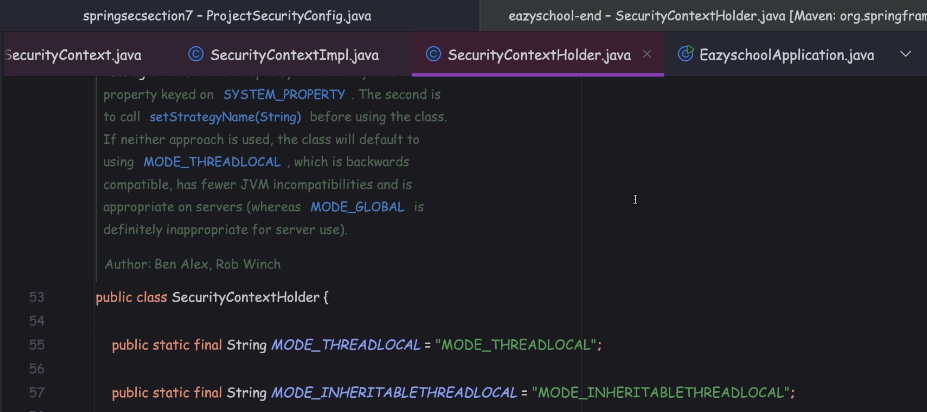 springsecsection7 – ProjectSecurityConfig.java
eazyschool-end – SecurityContextHolder.java [Maven: org.springfram
SecurityContext.java
SecurityContextImpl.java
SecurityContextHolder.java
EazyschoolApplication.java
property keyed on SYSTEM_PROPERTY . The second is
to call setStrategyName(String) before using the class.
If neither approach is used, the class will default to
using MODE_THREADLOCAL , which is backwards
compatible, has fewer JVM incompatibilities and is
appropriate on servers (whereas MODE_GLOBAL is
definitely inappropriate for server use).
Author: Ben Alex, Rob Winch
53 public class SecurityContextHolder {
54
55 public static final String MODE_THREADLOCAL = "MODE_THREADLOCAL";
56
57 public static final String MODE_INHERITABLETHREADLOCAL = "MODE_INHERITABLETHREADLOCAL";